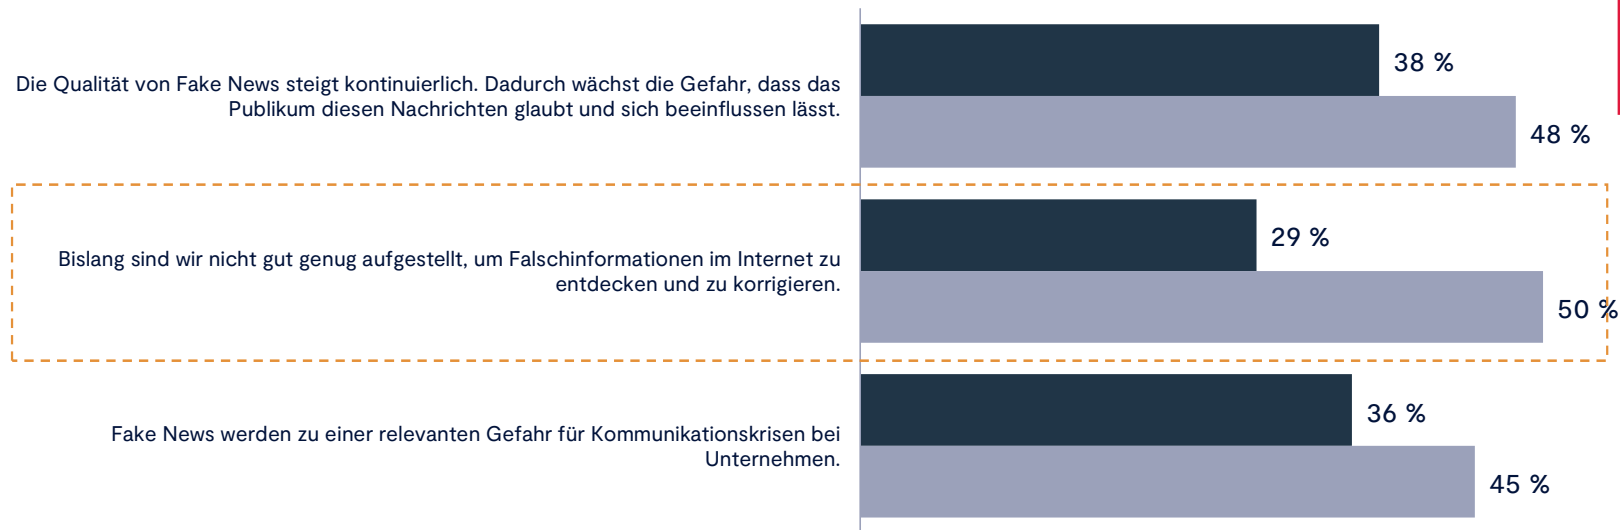 Die Qualität von Fake News steigt kontinuierlich. Dadurch wächst die Gefahr, dass das
Publikum diesen Nachrichten glaubt und sich beeinflussen lässt.
38 %
48 %
Bislang sind wir nicht gut genug aufgestellt, um Falschinformationen im Internet zu
entdecken und zu korrigieren.
29 %
50 %
Fake News werden zu einer relevanten Gefahr für Kommunikationskrisen bei
Unternehmen.
36 %
45 %